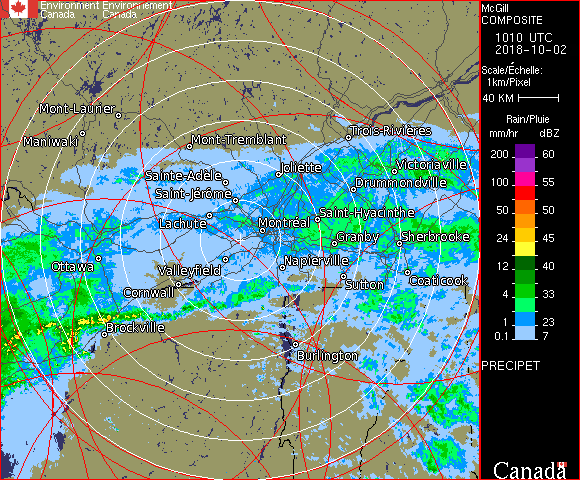 Environment Environnement
Canada Canada
McGill
COMPOSITE
1010 UTC
2018-10-02
Scale/Échelle:
1km/Pixel
40 KM
Rain/Pluie
mm/hr dBZ
200 60
100 55
50 50
24 45
12 40
4 33
1 23
0.1 7
PRECIPET
Canada
Mont-Laurier
Maniwaki
Mont-Tremblant
Trois-Rivières
Joliette
Victoriaville
Sainte-Adèle
Drummondville
Saint-Jérôme
Lachute
Saint-Hyacinthe
Montréal
Granby
Sherbrooke
Ottawa
Valleyfield
Napierville
Cornwall
Sutton
Coaticook
Brockville
Burlington